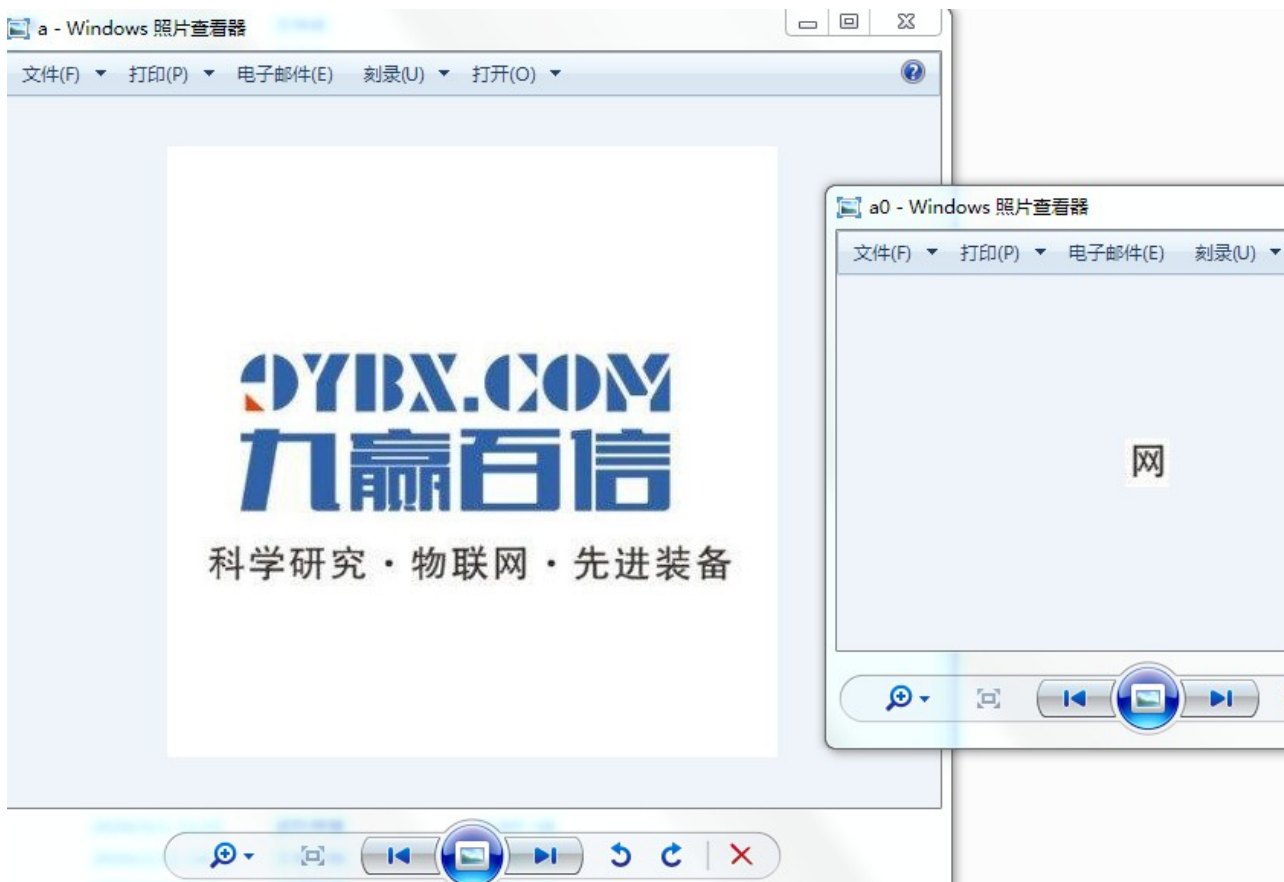 a - Windows 照片查看器
文件(F) 打印(P) 电子邮件(E) 刻录(U) 打开(O)
9YBX.COM
九赢百信
科学研究·物联网·先进装备
a0 - Windows 照片查看器
文件(F) 打印(P) 电子邮件(E) 刻录(U)
网